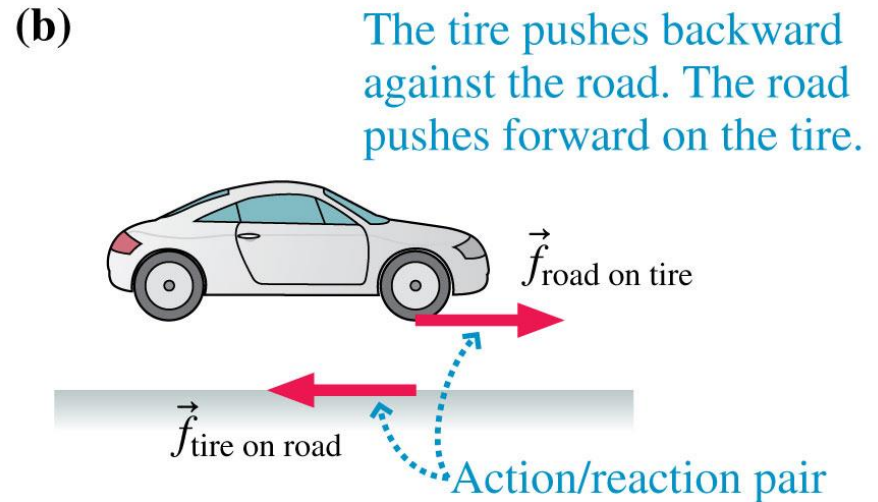 (b)
The tire pushes backward
against the road. The road
pushes forward on the tire.
f⃗ road on tire
f⃗ tire on road
Action/reaction pair